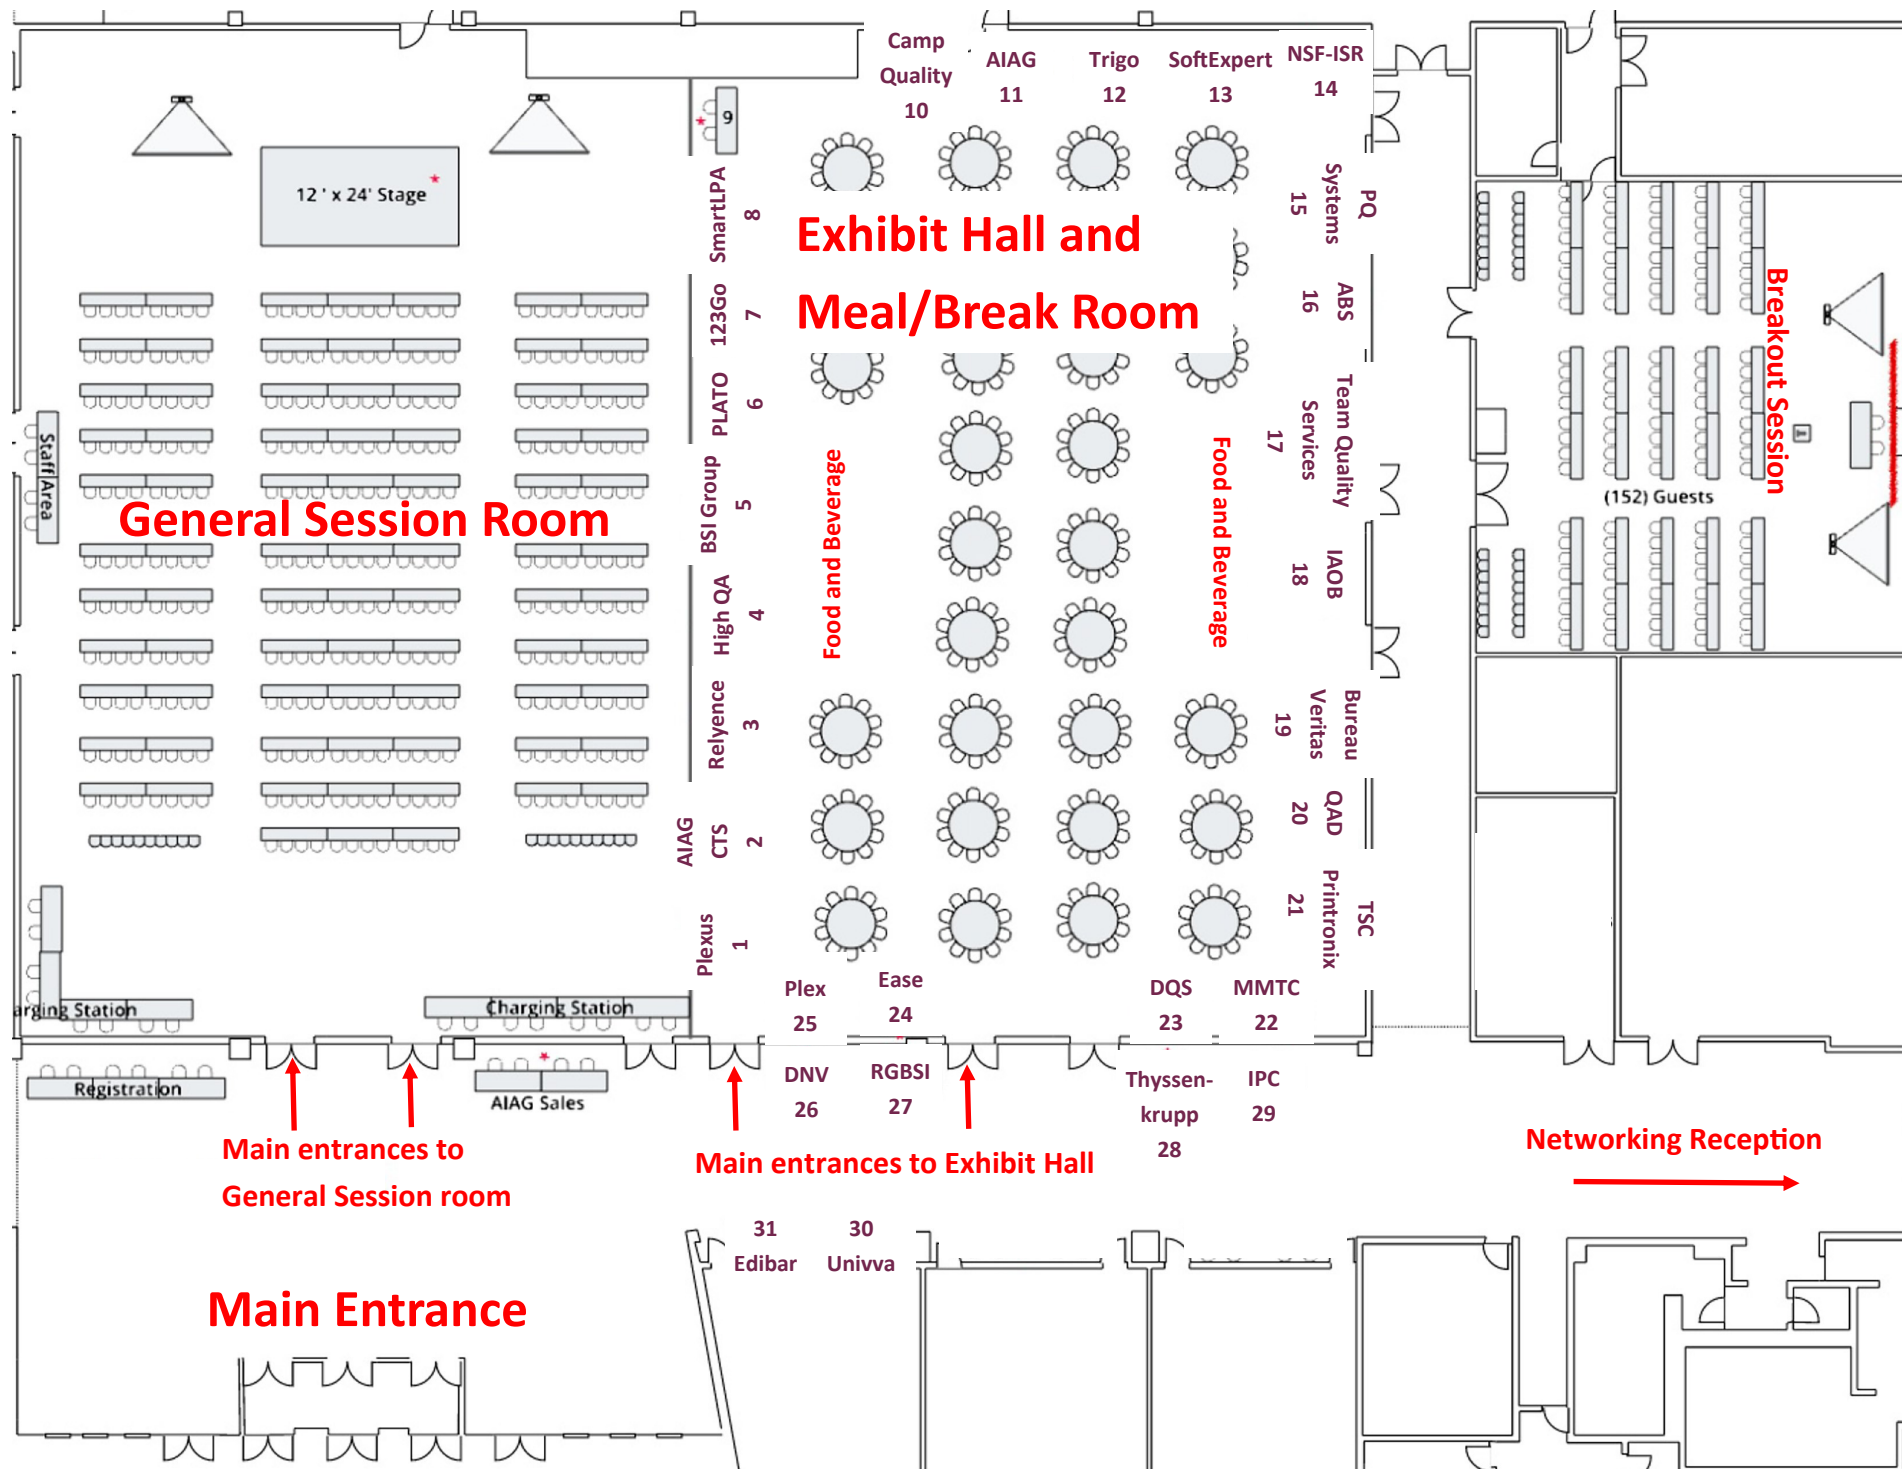 Camp
Quality
10
AIAG
11
Trigo
12
SoftExpert
13
NSF-ISR
14
9
12 ' x 24' Stage
SmartLPA
8
123Go
7
PLATO
6
BSI Group
5
High QA
4
Relyence
3
AIAG
CTS
2
Plexus
1
Exhibit Hall and
Meal/Break Room
PQ
Systems
15
ABS
16
Team Quality
Services
17
IAOB
18
Bureau
Veritas
19
QAD
20
TSC
Printronix
21
Breakout Session
(152) Guests
Staff Area
General Session Room
Food and Beverage
Food and Beverage
arging Station
Charging Station
Plex
25
Ease
24
DQS
23
MMTC
22
Registration
AIAG Sales
DNV
26
RGBSI
27
Thyssen-
krupp
28
IPC
29
Main entrances to
General Session room
Main entrances to Exhibit Hall
Networking Reception
31
Edibar
30
Univva
Main Entrance